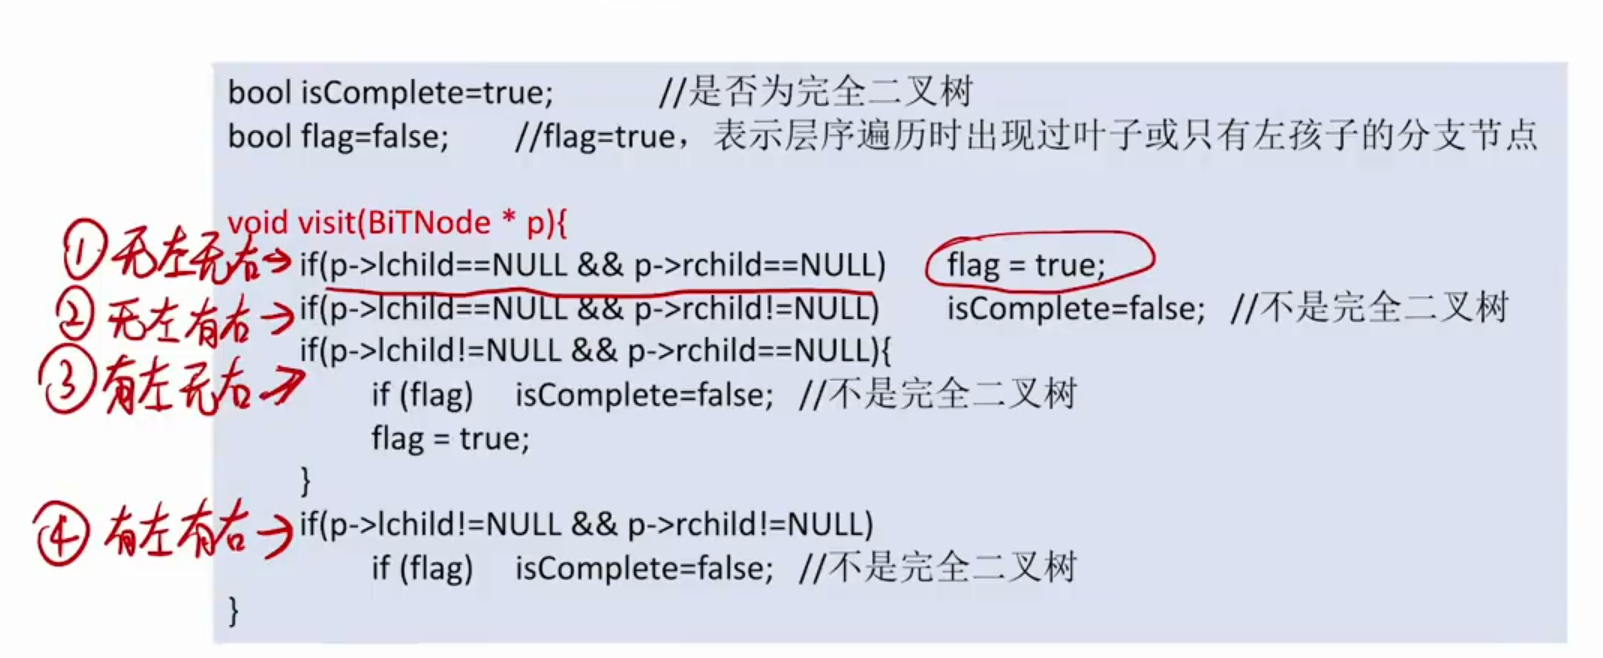 bool isComplete=true; //是否为完全二叉树
bool flag=false; //flag=true，表示层序遍历时出现过叶子或只有左孩子的分支节点
void visit(BiTNode * p){
①无左无右→ if(p->lchild==NULL && p->rchild==NULL) flag = true;
②无左有右→ if(p->lchild==NULL && p->rchild!=NULL) isComplete=false; //不是完全二叉树
③有左无右→ if(p->lchild!=NULL && p->rchild==NULL){
if (flag) isComplete=false; //不是完全二叉树
flag = true;
}
④有左有右→ if(p->lchild!=NULL && p->rchild!=NULL)
if (flag) isComplete=false; //不是完全二叉树
}